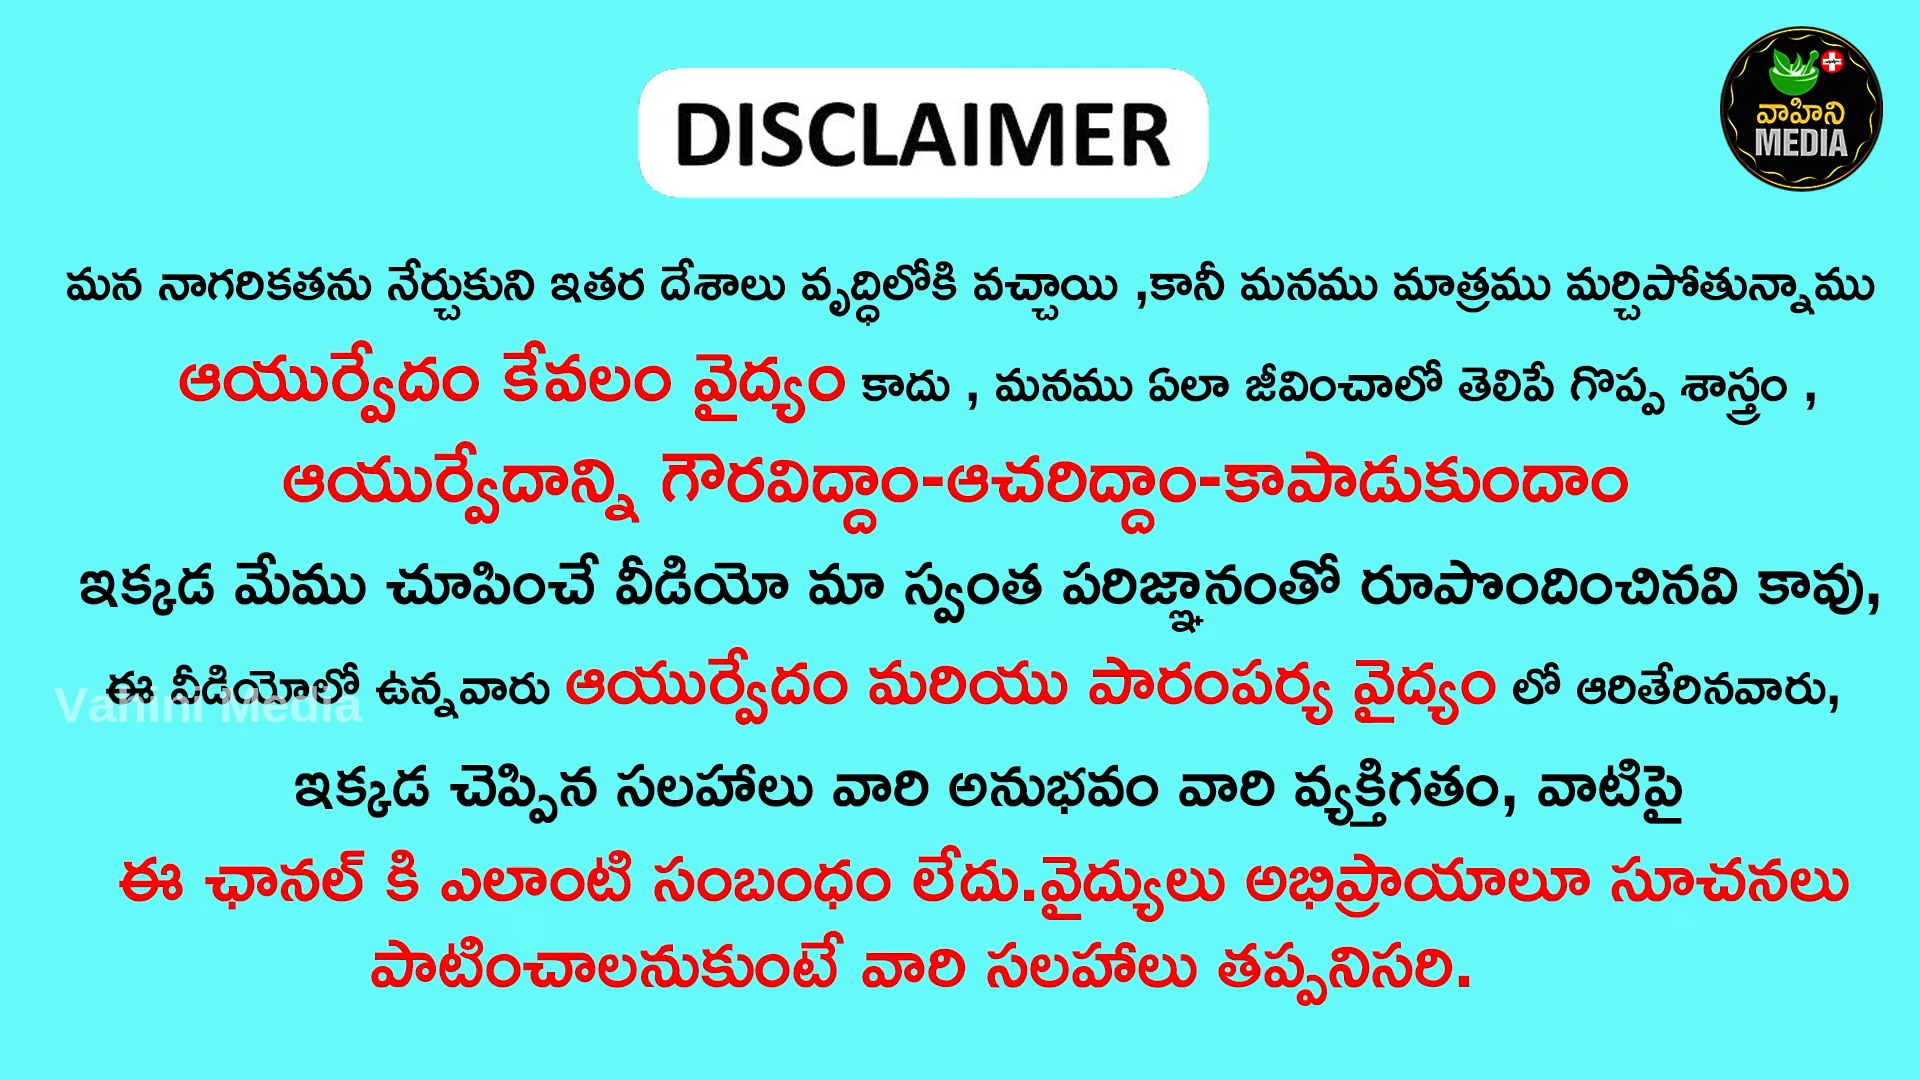 DISCLAIMER
వాహిని
MEDIA
మన నాగరికతను నేర్చుకుని ఇతర దేశాలు వృద్ధిలోకి వచ్చాయి ,కానీ మనము మాత్రము మర్చిపోతున్నాము
ఆయుర్వేదం కేవలం వైద్యం కాదు , మనము ఏలా జీవించాలో తెలిపే గొప్ప శాస్త్రం ,
ఆయుర్వేదాన్ని గౌరవిద్దాం-ఆచరిద్దాం-కాపాడుకుందాం
ఇక్కడ మేము చూపించే వీడియో మా స్వంత పరిజ్ఞానంతో రూపొందించినవి కావు,
ఈ వీడియోలో ఉన్నవారు ఆయుర్వేదం మరియు పారంపర్య వైద్యం లో ఆరితేరినవారు,
Vahini Media
ఇక్కడ చెప్పిన సలహాలు వారి అనుభవం వారి వ్యక్తిగతం, వాటిపై
ఈ ఛానల్ కి ఎలాంటి సంబంధం లేదు.వైద్యులు అభిప్రాయాలూ సూచనలు
పాటించాలనుకుంటే వారి సలహాలు తప్పనిసరి.